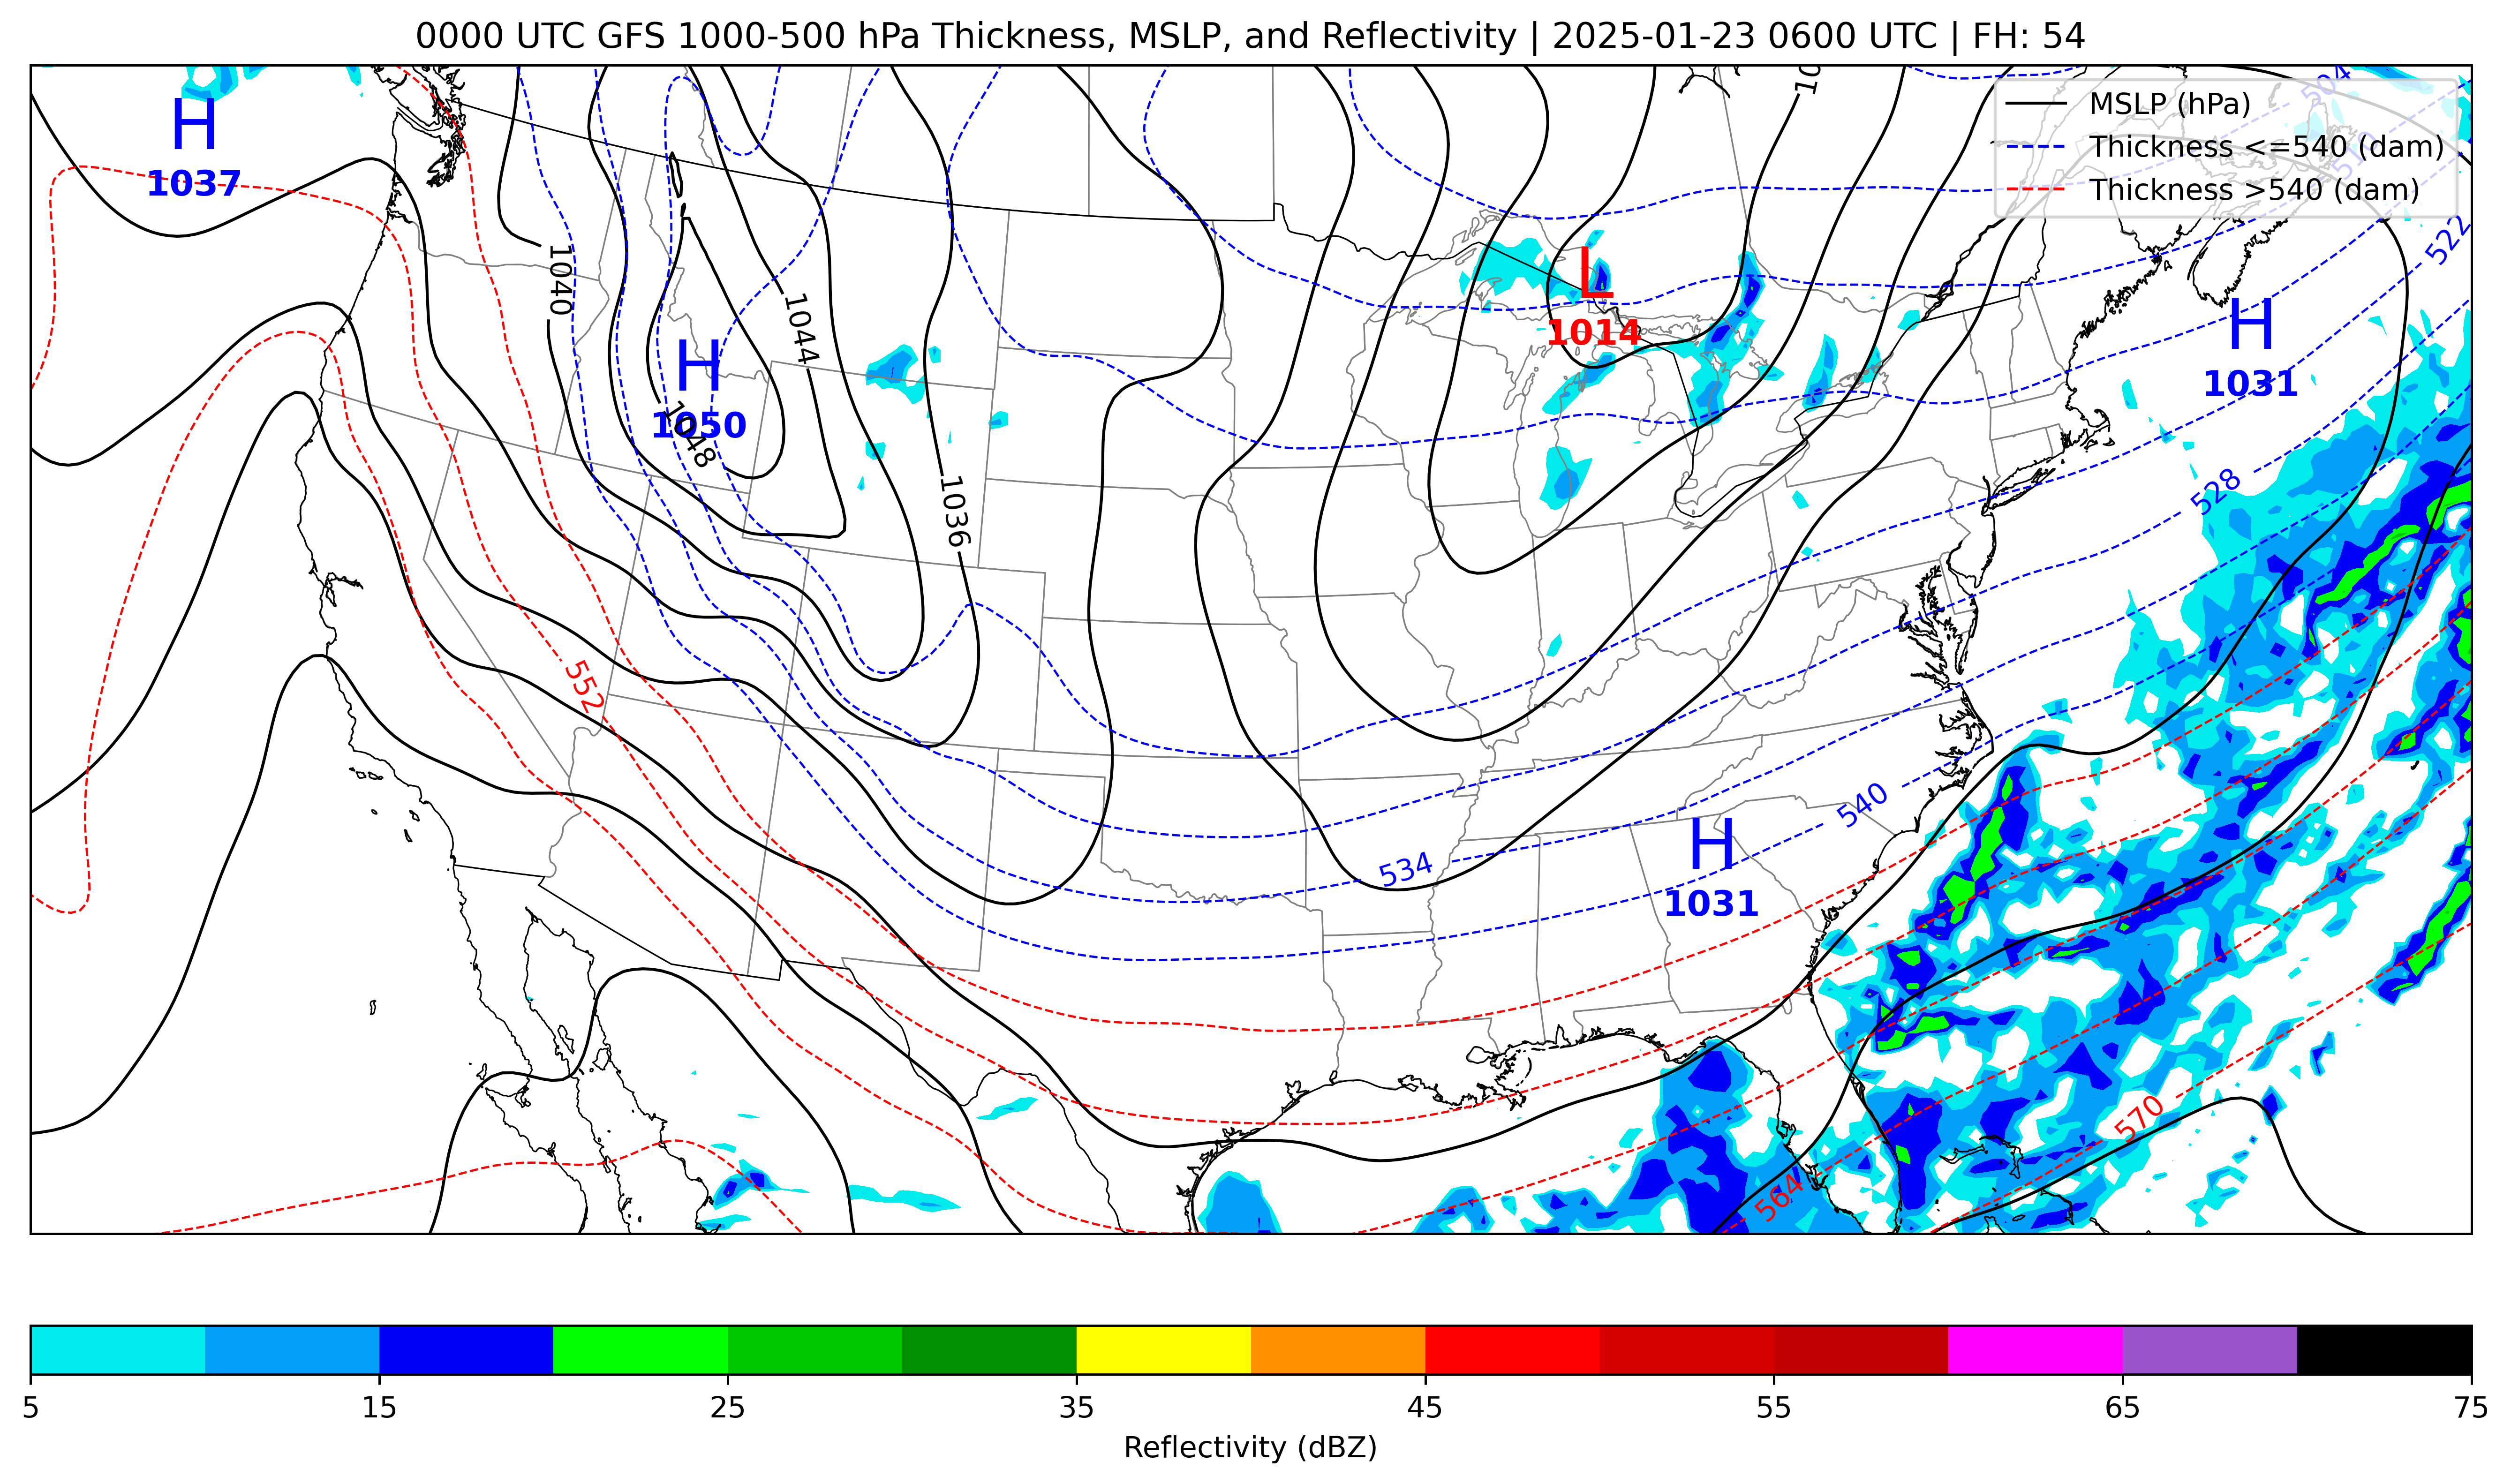 0000 UTC GFS 1000-500 hPa Thickness, MSLP, and Reflectivity | 2025-01-23 0600 UTC | FH: 54
MSLP (hPa)
Thickness <=540 (dam)
Thickness >540 (dam)
504
10
H
1037
522
1040
L
1014
H
1031
1044
H
1050
1048
1036
528
552
540
534
H
1031
570
564
5 15 25 35 45 55 65 75
Reflectivity (dBZ)